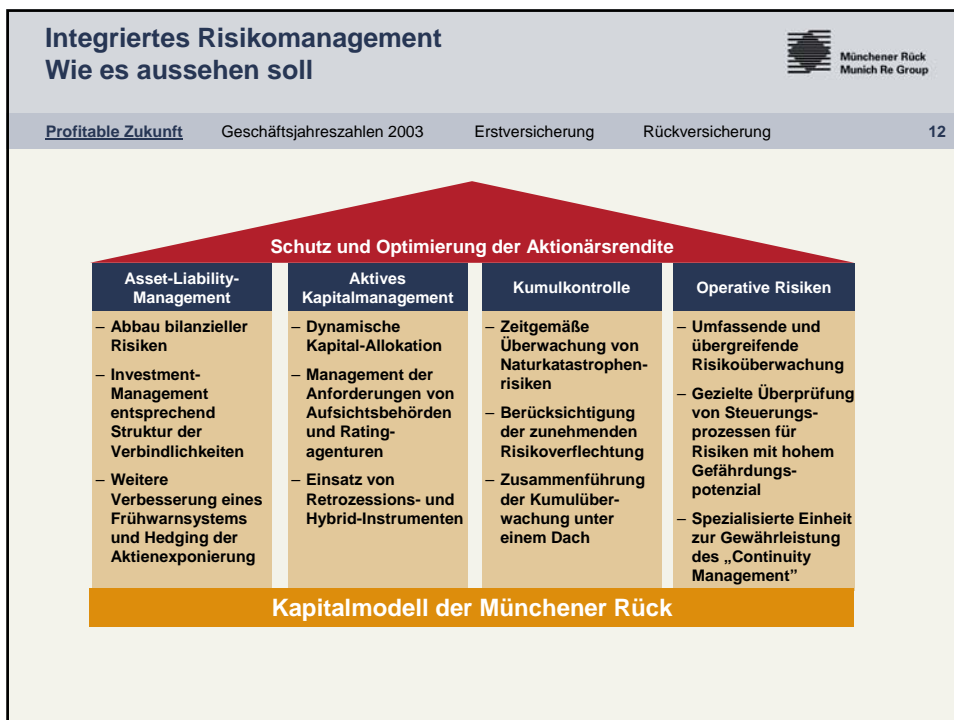 Integriertes Risikomanagement
Wie es aussehen soll
Münchener Rück
Munich Re Group
Profitable Zukunft Geschäftsjahreszahlen 2003 Erstversicherung Rückversicherung 12
Schutz und Optimierung der Aktionärsrendite
Asset-Liability-
Management
– Abbau bilanzieller
Risiken
– Investment-
Management
entsprechend
Struktur der
Verbindlichkeiten
– Weitere
Verbesserung eines
Frühwarnsystems
und Hedging der
Aktienexponierung
Aktives
Kapitalmanagement
– Dynamische
Kapital-Allokation
– Management der
Anforderungen von
Aufsichtsbehörden
und Rating-
agenturen
– Einsatz von
Retrozessions- und
Hybrid-Instrumenten
Kumulkontrolle
– Zeitgemäße
Überwachung von
Naturkatastrophen-
risiken
– Berücksichtigung
der zunehmenden
Risikoverflechtung
– Zusammenführung
der Kumulüber-
wachung unter
einem Dach
Operative Risiken
– Umfassende und
übergreifende
Risikoüberwachung
– Gezielte Überprüfung
von Steuerungs-
prozessen für
Risiken mit hohem
Gefährdungs-
potenzial
– Spezialisierte Einheit
zur Gewährleistung
des „Continuity
Management”
Kapitalmodell der Münchener Rück